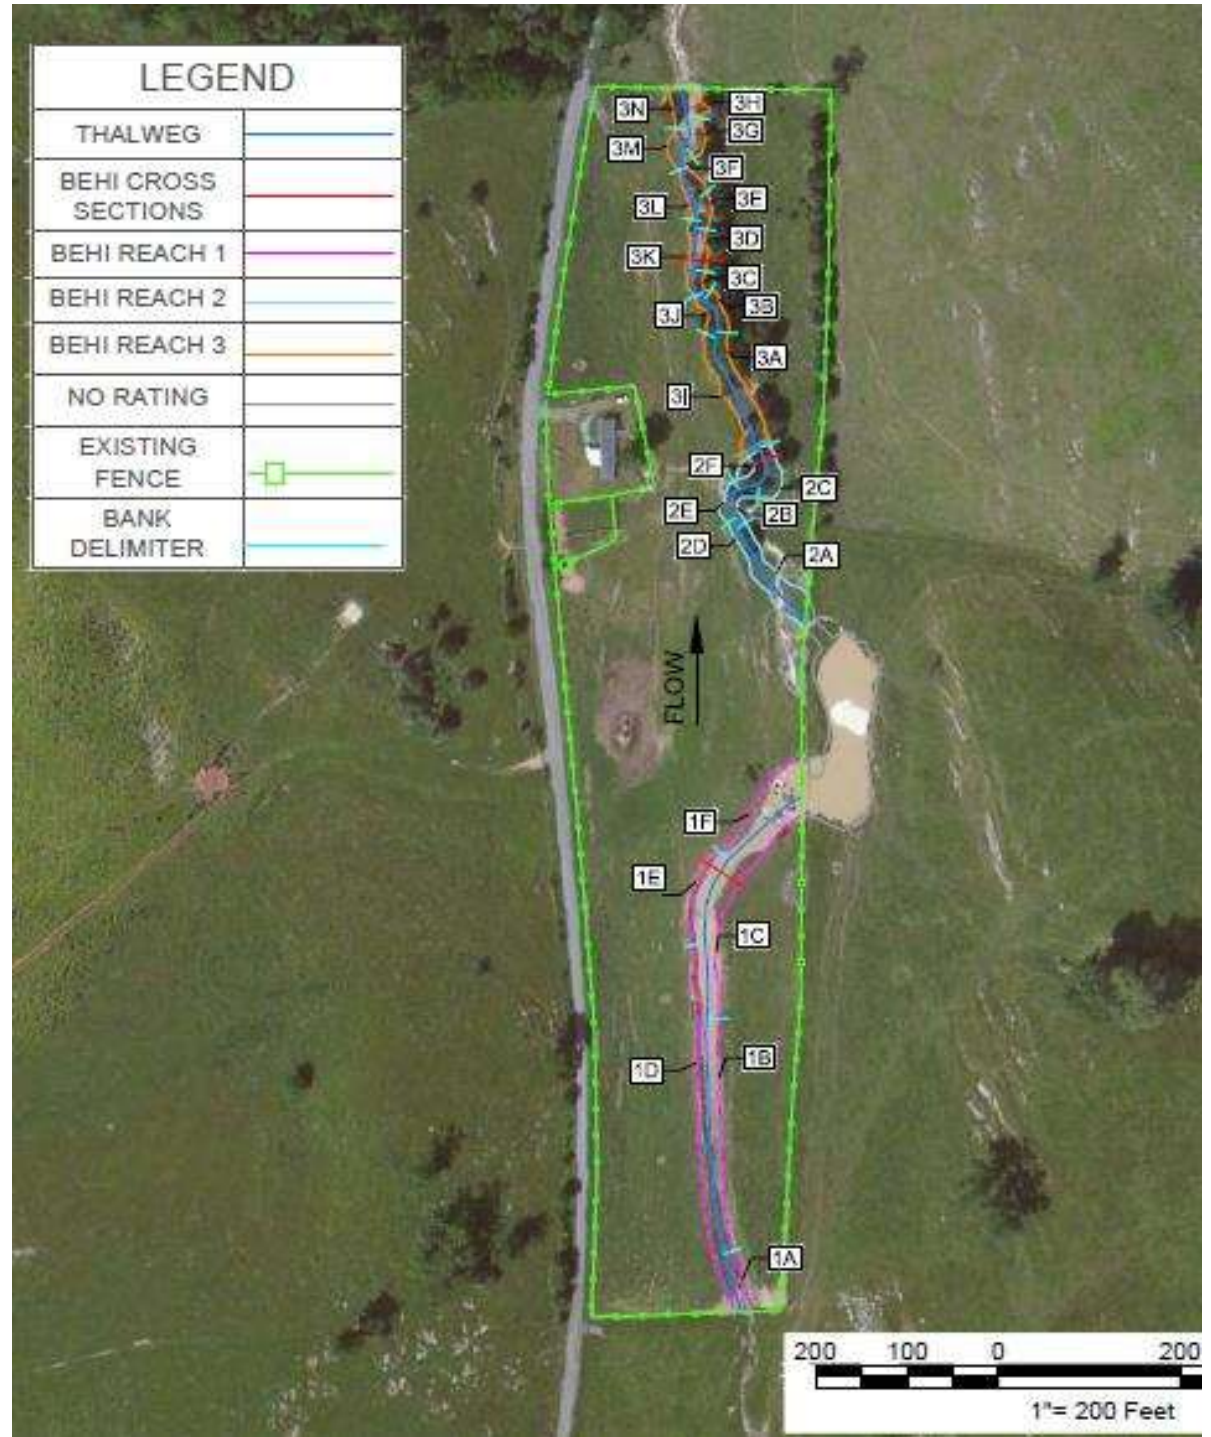 LEGEND
THALWEG
BEHI CROSS
SECTIONS
BEHI REACH 1
BEHI REACH 2
BEHI REACH 3
NO RATING
EXISTING
FENCE
BANK
DELIMITER
3N
3H
3G
3M
3F
3E
3L
3D
3K
3C
3B
3J
3A
3I
2F
2C
2E
2B
2D
2A
FLOW
1F
1E
1C
1B
1D
1A
200 100 0 200
1"= 200 Feet